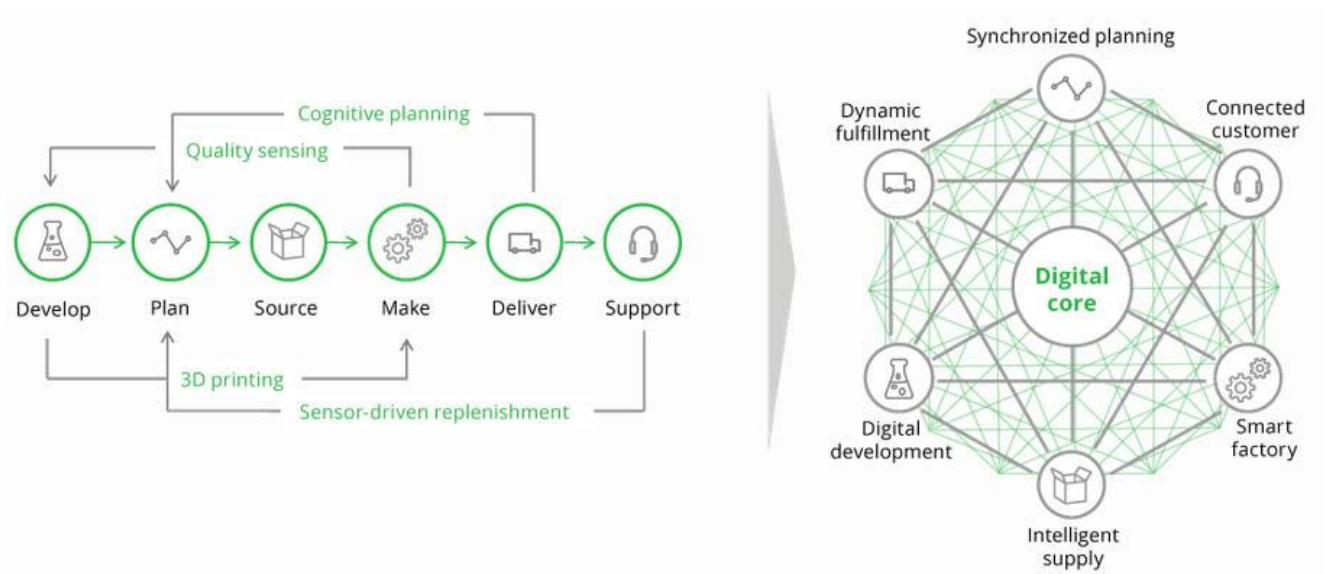 Cognitive planning
Quality sensing
Develop
Plan
Source
Make
Deliver
Support
3D printing
Sensor-driven replenishment
Synchronized planning
Dynamic
fulfillment
Connected
customer
Digital
core
Digital
development
Smart
factory
Intelligent
supply